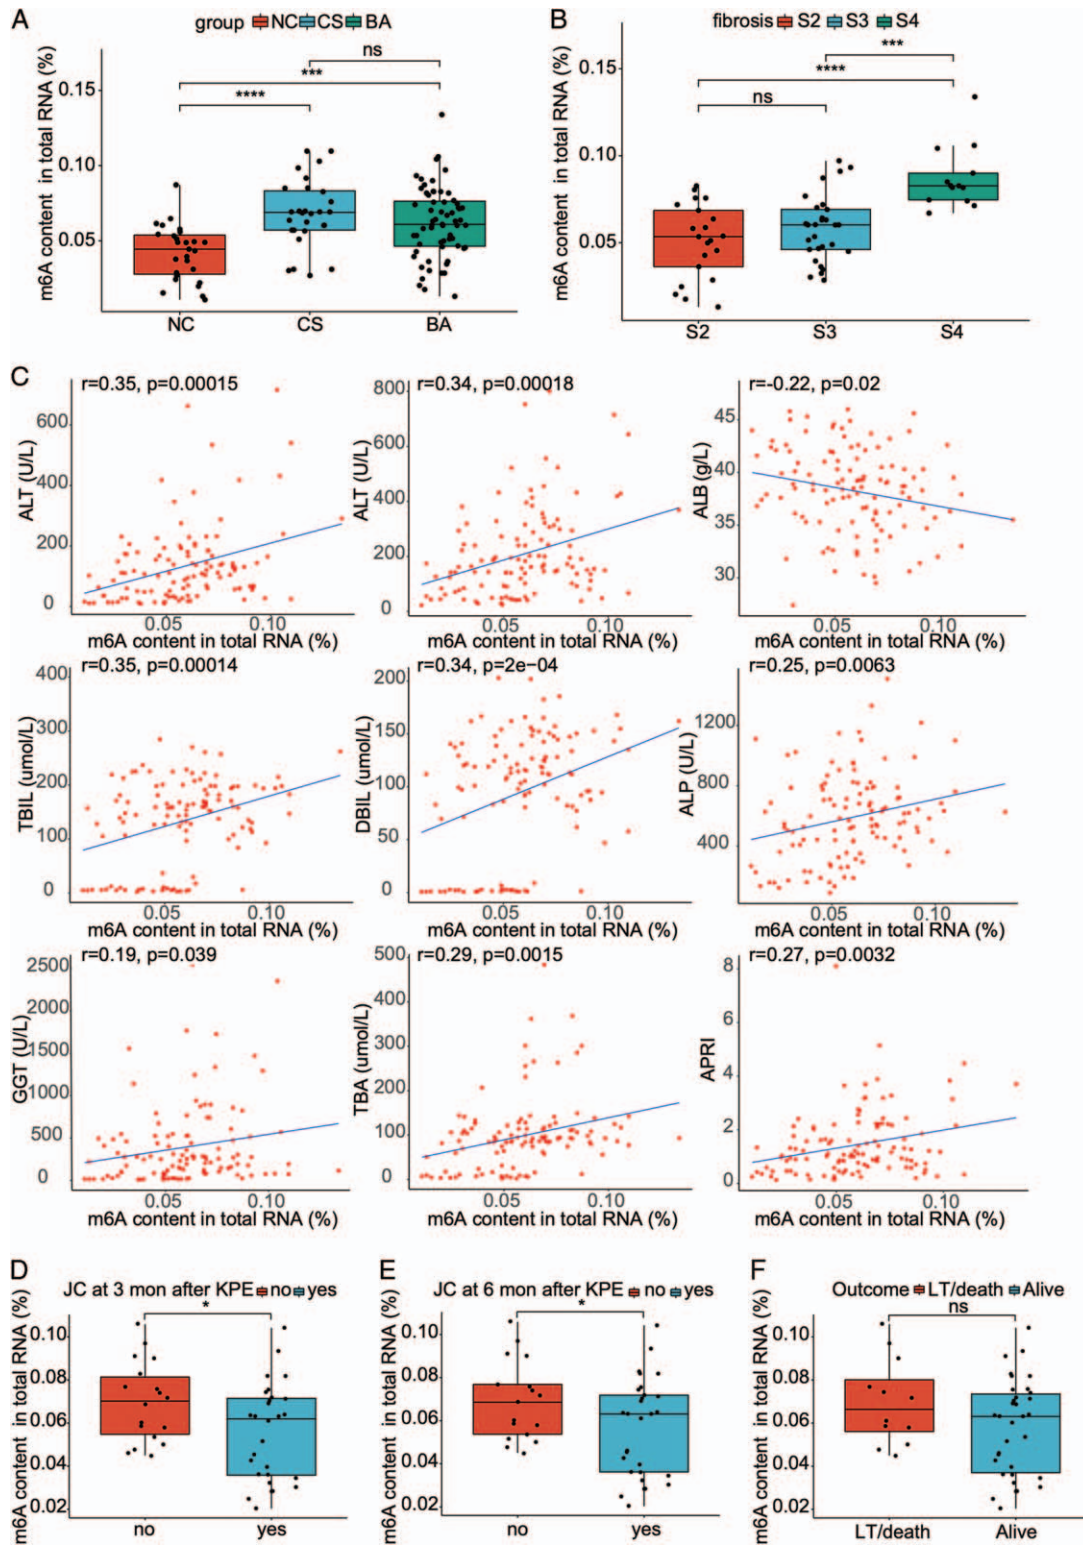 A
group NC CS BA
ns
***
****
m6A content in total RNA (%)
0.15
0.10
0.05
NC CS BA
B
fibrosis S2 S3 S4
***
****
ns
m6A content in total RNA (%)
0.15
0.10
0.05
S2 S3 S4
C
r=0.35, p=0.00015
ALT (U/L)
600
400
200
0
0.05 0.10
m6A content in total RNA (%)
r=0.34, p=0.00018
ALT (U/L)
800
600
400
200
0
0.05 0.10
m6A content in total RNA (%)
r=-0.22, p=0.02
ALB (g/L)
45
40
35
30
0.05 0.10
m6A content in total RNA (%)
r=0.35, p=0.00014
TBIL (umol/L)
400
300
200
100
0
0.05 0.10
m6A content in total RNA (%)
r=0.34, p=2e-04
DBIL (umol/L)
200
150
100
50
0
0.05 0.10
m6A content in total RNA (%)
r=0.25, p=0.0063
ALP (U/L)
1200
800
400
0.05 0.10
m6A content in total RNA (%)
r=0.19, p=0.039
GGT (U/L)
2500
2000
1500
1000
500
0
0.05 0.10
m6A content in total RNA (%)
r=0.29, p=0.0015
TBA (umol/L)
500
400
300
200
100
0
0.05 0.10
m6A content in total RNA (%)
r=0.27, p=0.0032
APRI
8
6
4
2
0
0.05 0.10
m6A content in total RNA (%)
D
JC at 3 mon after KPE no yes
*
m6A content in total RNA (%)
0.10
0.08
0.06
0.04
0.02
no yes
E
JC at 6 mon after KPE no yes
*
m6A content in total RNA (%)
0.10
0.08
0.06
0.04
0.02
no yes
F
Outcome LT/death Alive
ns
m6A content in total RNA (%)
0.10
0.08
0.06
0.04
0.02
LT/death Alive